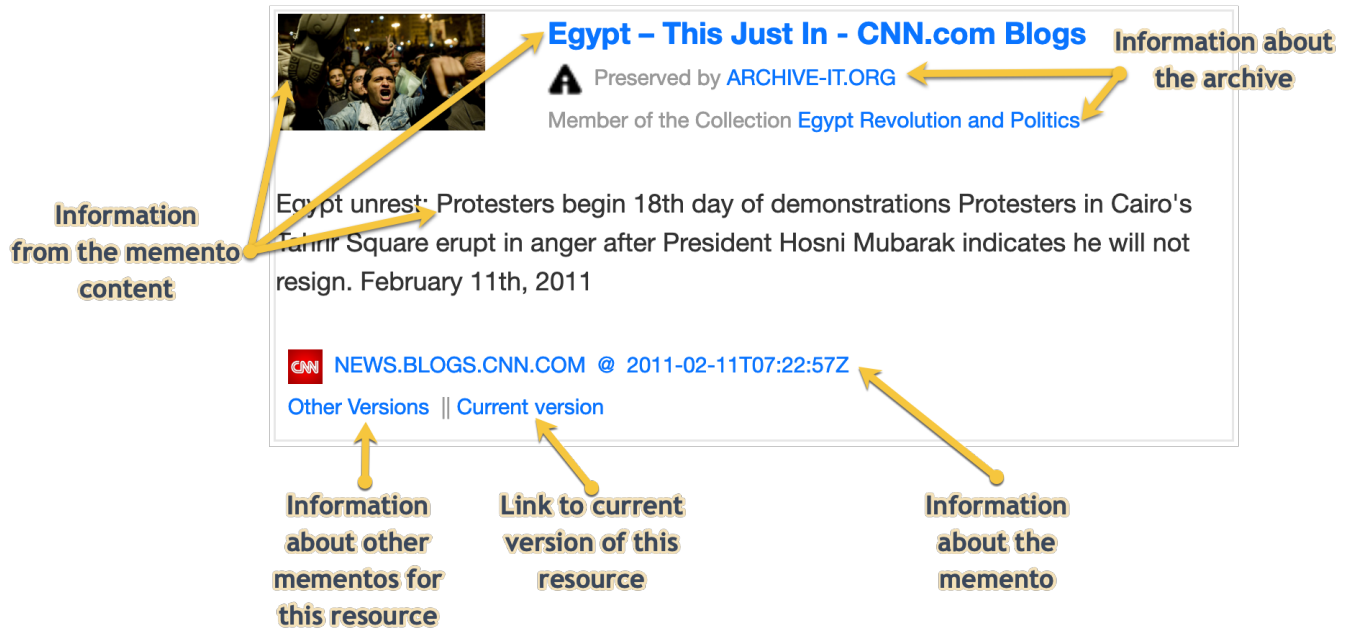 Egypt – This Just In - CNN.com Blogs
Preserved by ARCHIVE-IT.ORG
Member of the Collection Egypt Revolution and Politics
Information about
the archive
Information
from the memento
content
Egypt unrest: Protesters begin 18th day of demonstrations Protesters in Cairo's
Tahrir Square erupt in anger after President Hosni Mubarak indicates he will not
resign. February 11th, 2011
CNN NEWS.BLOGS.CNN.COM @ 2011-02-11T07:22:57Z
Other Versions || Current version
Information
about other
mementos for
this resource
Link to current
version of this
resource
Information
about the
memento